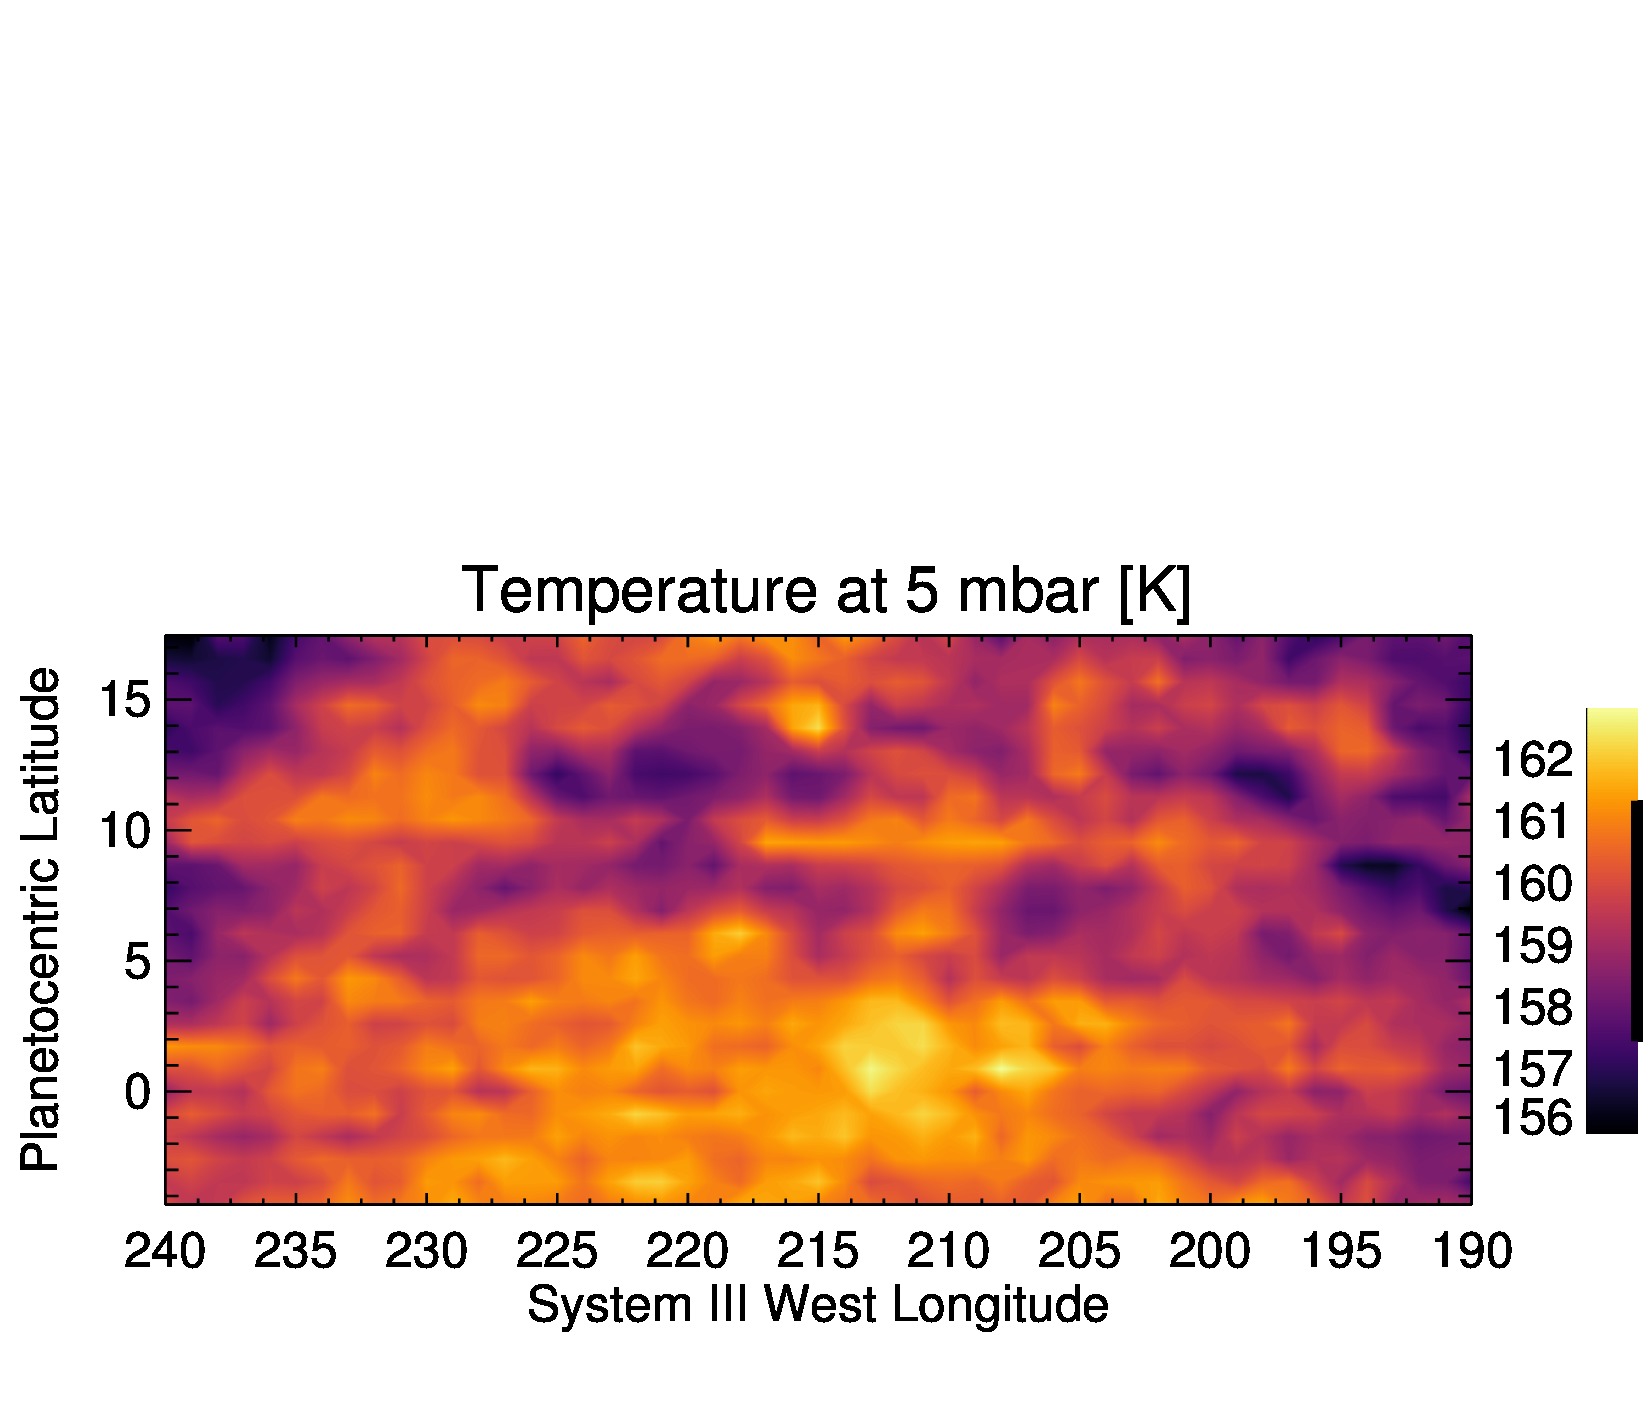 Temperature at 5 mbar [K]
Planetocentric Latitude
15
10
5
0
240 235 230 225 220 215 210 205 200 195 190
System III West Longitude
162
161
160
159
158
157
156